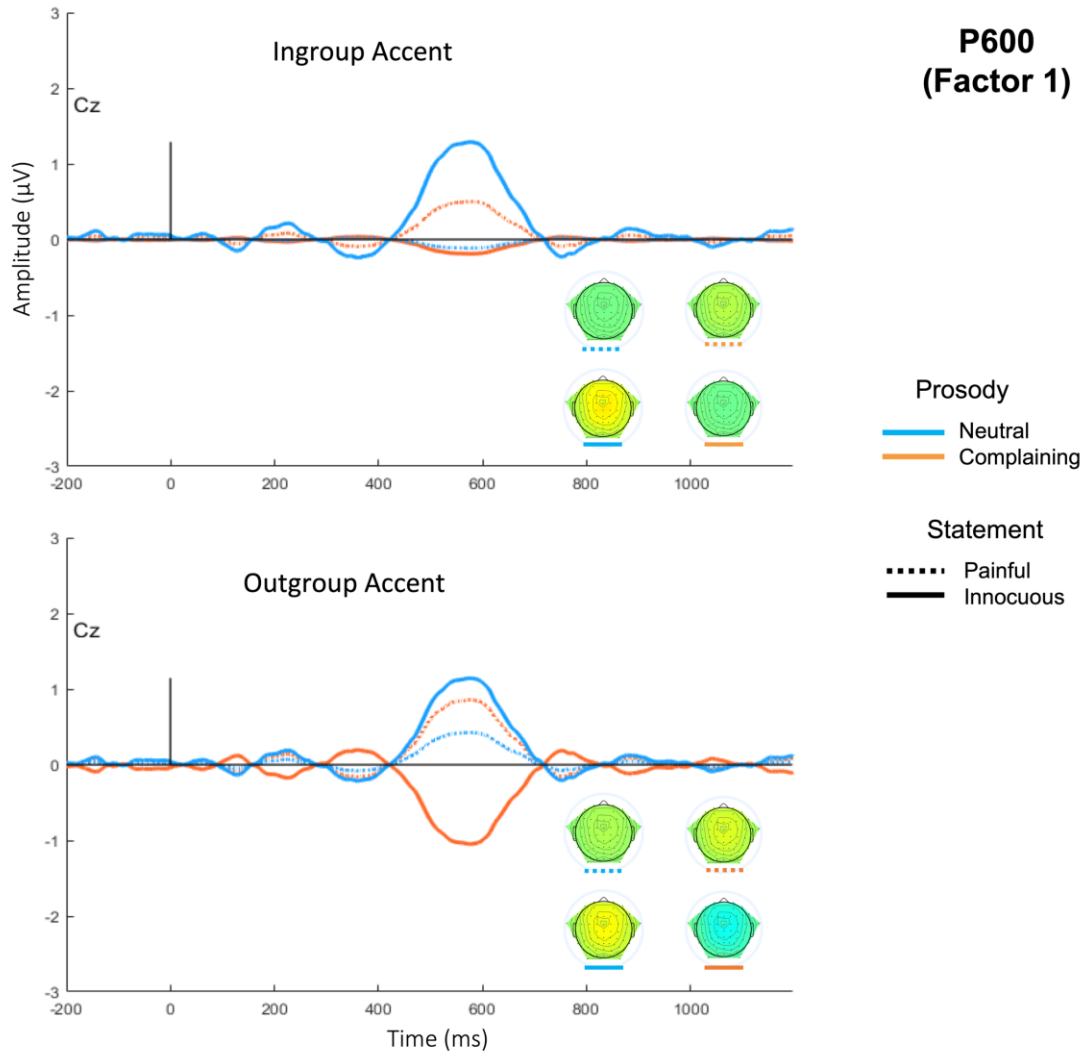 Ingroup Accent
P600
(Factor 1)
Cz
Amplitude (µV)
3
2
1
0
-1
-2
-3
-200 0 200 400 600 800 1000
Prosody
Neutral
Complaining
Statement
Painful
Innocuous
Outgroup Accent
Cz
3
2
1
0
-1
-2
-3
-200 0 200 400 600 800 1000
Time (ms)